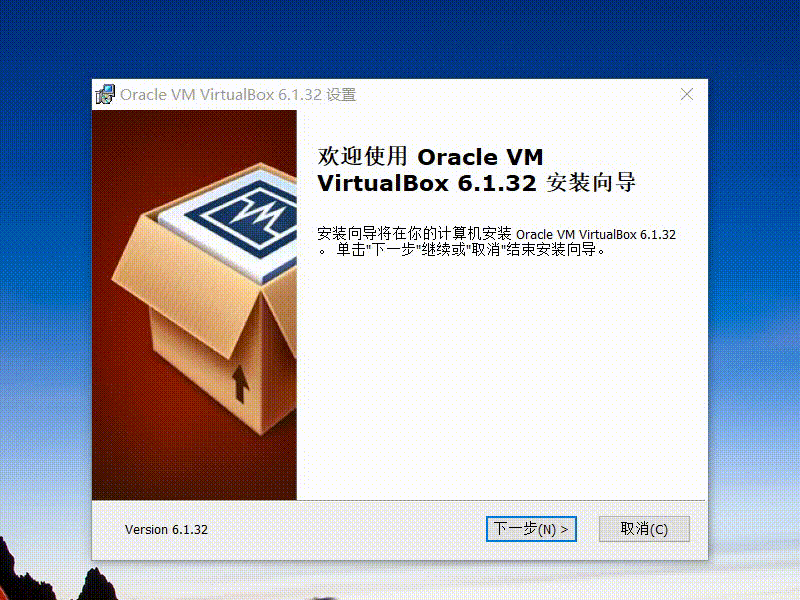 Oracle VM VirtualBox 6.1.32 设置
欢迎使用 Oracle VM
VirtualBox 6.1.32 安装向导
安装向导将在你的计算机安装 Oracle VM VirtualBox 6.1.32
。 单击"下一步"继续或"取消"结束安装向导。
Version 6.1.32
下一步(N) >
取消(C)